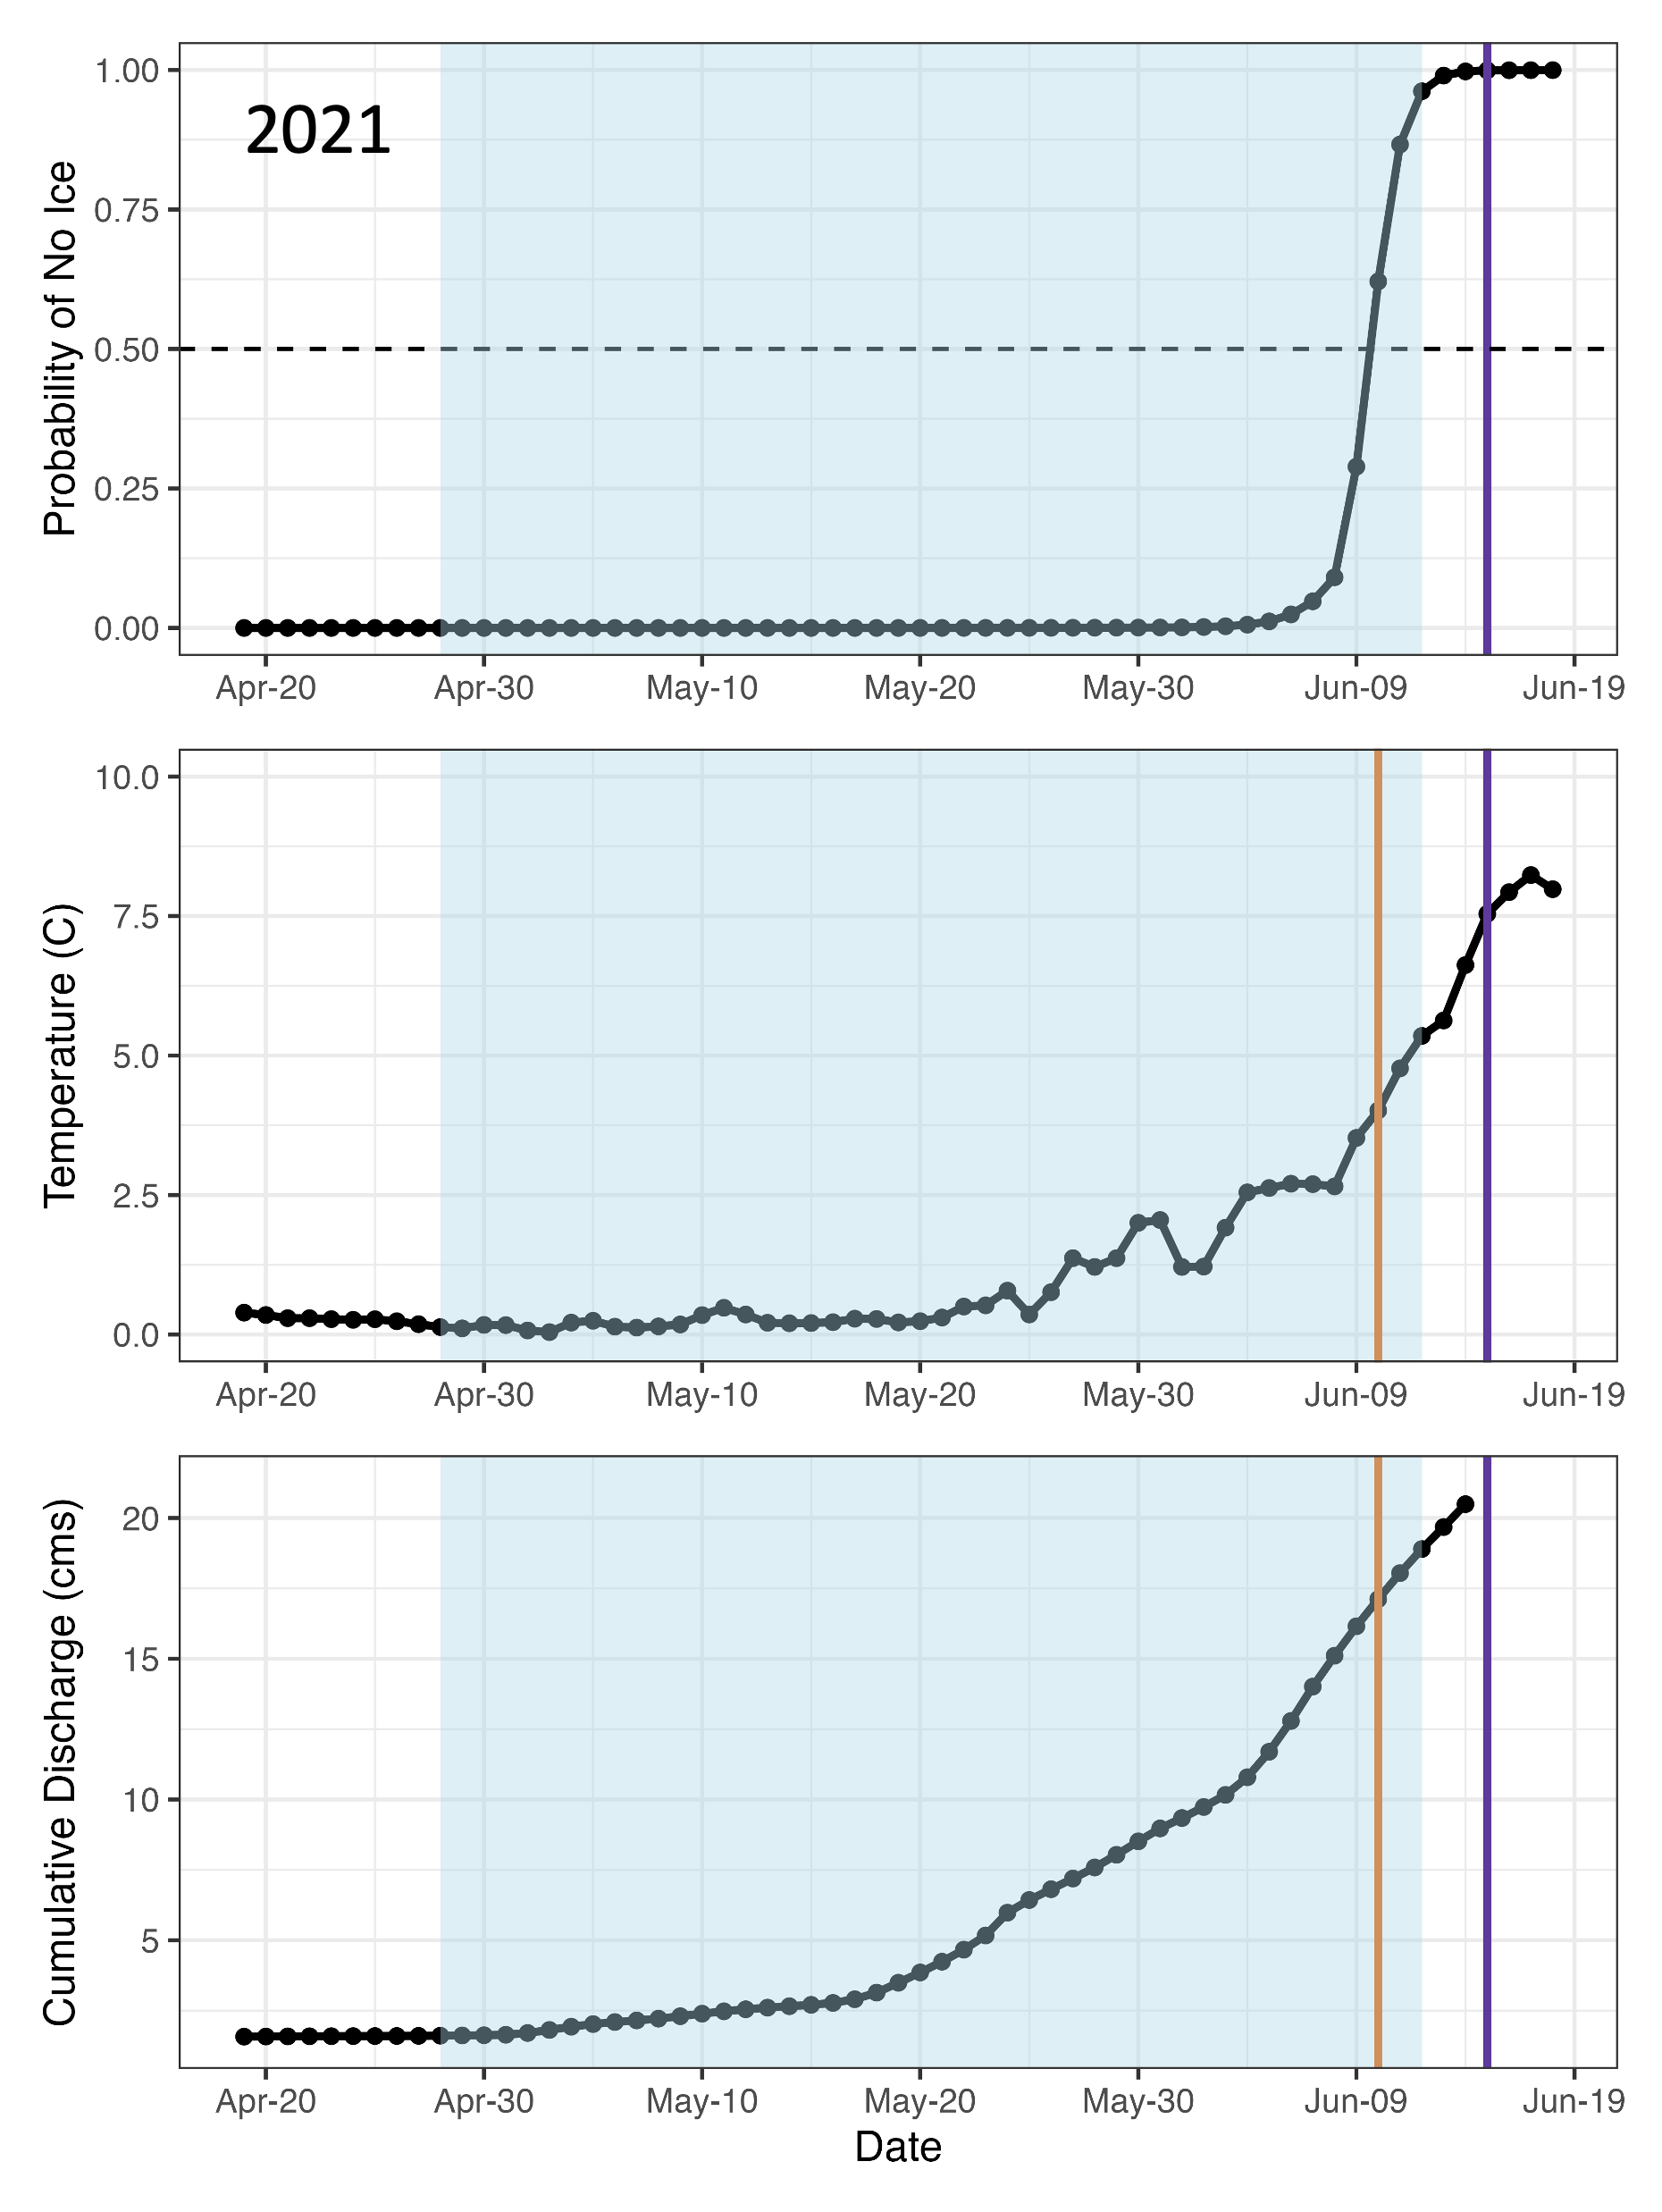 2021
Probability of No Ice
1.00
0.75
0.50
0.25
0.00
Apr-20 Apr-30 May-10 May-20 May-30 Jun-09 Jun-19
Temperature (C)
10.0
7.5
5.0
2.5
0.0
Apr-20 Apr-30 May-10 May-20 May-30 Jun-09 Jun-19
Cumulative Discharge (cms)
20
15
10
5
Apr-20 Apr-30 May-10 May-20 May-30 Jun-09 Jun-19
Date